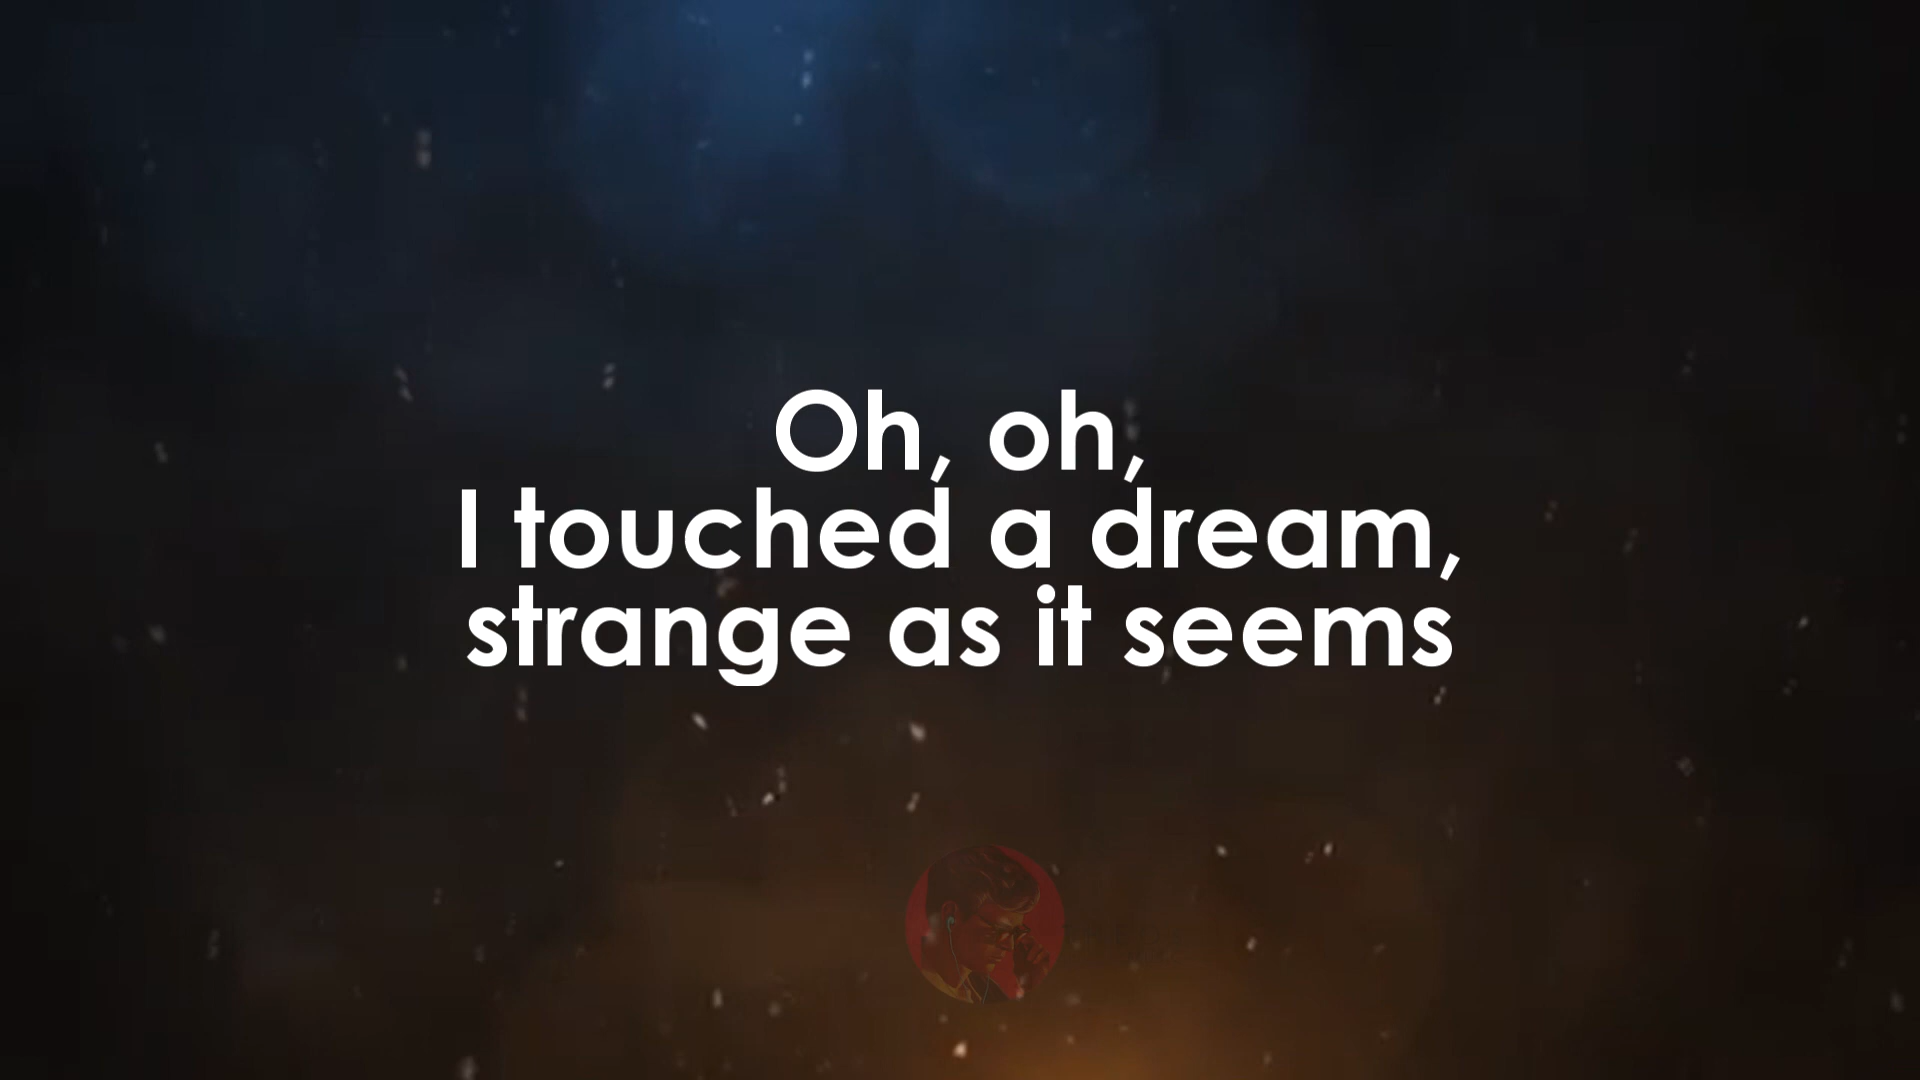 Oh, oh,
I touched a dream,
strange as it seems